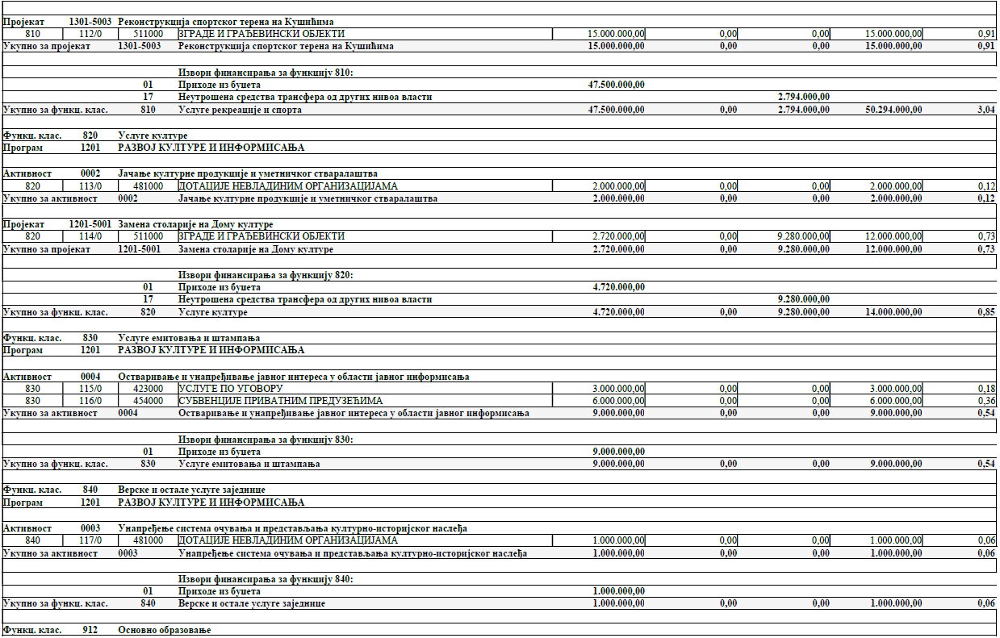 Пројекат 1301-5003 Реконструкција спортског терена на Кушићима
810 112/0 511000 ЗГРАДЕ И ГРАЂЕВИНСКИ ОБЈЕКТИ 15.000.000,00 0,00 0,00 15.000.000,00 0,91
Укупно за пројекат 1301-5003 Реконструкција спортског терена на Кушићима 15.000.000,00 0,00 0,00 15.000.000,00 0,91
Извори финансирања за функцију 810:
01 Приходе из буџета 47.500.000,00
17 Неутрошена средства трансфера од других нивоа власти 2.794.000,00
Укупно за функц. клас. 810 Услуге рекреације и спорта 47.500.000,00 0,00 2.794.000,00 50.294.000,00 3,04
Функц. клас. 820 Услуге културе
Програм 1201 РАЗВОЈ КУЛТУРЕ И ИНФОРМИСАЊА
Активност 0002 Јачање културне продукције и уметничког стваралаштва
820 113/0 481000 ДОТАЦИЈЕ НЕВЛАДИНИМ ОРГАНИЗАЦИЈАМА 2.000.000,00 0,00 0,00 2.000.000,00 0,12
Укупно за активност 0002 Јачање културне продукције и уметничког стваралаштва 2.000.000,00 0,00 0,00 2.000.000,00 0,12
Пројекат 1201-5001 Замена столарије на Дому културе
820 114/0 511000 ЗГРАДЕ И ГРАЂЕВИНСКИ ОБЈЕКТИ 2.720.000,00 0,00 9.280.000,00 12.000.000,00 0,73
Укупно за пројекат 1201-5001 Замена столарије на Дому културе 2.720.000,00 0,00 9.280.000,00 12.000.000,00 0,73
Извори финансирања за функцију 820:
01 Приходе из буџета 4.720.000,00
17 Неутрошена средства трансфера од других нивоа власти 9.280.000,00
Укупно за функц. клас. 820 Услуге културе 4.720.000,00 0,00 9.280.000,00 14.000.000,00 0,85
Функц. клас. 830 Услуге емитовања и штампања
Програм 1201 РАЗВОЈ КУЛТУРЕ И ИНФОРМИСАЊА
Активност 0004 Остваривање и унапређивање јавног интереса у области јавног информисања
830 115/0 423000 УСЛУГЕ ПО УГОВОРУ 3.000.000,00 0,00 0,00 3.000.000,00 0,18
830 116/0 454000 СУБВЕНЦИЈЕ ПРИВАТНИМ ПРЕДУЗЕЋИМА 6.000.000,00 0,00 0,00 6.000.000,00 0,36
Укупно за активност 0004 Остваривање и унапређивање јавног интереса у области јавног информисања 9.000.000,00 0,00 0,00 9.000.000,00 0,54
Извори финансирања за функцију 830:
01 Приходе из буџета 9.000.000,00
Укупно за функц. клас. 830 Услуге емитовања и штампања 9.000.000,00 0,00 0,00 9.000.000,00 0,54
Функц. клас. 840 Верске и остале услуге заједнице
Програм 1201 РАЗВОЈ КУЛТУРЕ И ИНФОРМИСАЊА
Активност 0003 Унапређење система очувања и представљања културно-историјског наслеђа
840 117/0 481000 ДОТАЦИЈЕ НЕВЛАДИНИМ ОРГАНИЗАЦИЈАМА 1.000.000,00 0,00 0,00 1.000.000,00 0,06
Укупно за активност 0003 Унапређење система очувања и представљања културно-историјског наслеђа 1.000.000,00 0,00 0,00 1.000.000,00 0,06
Извори финансирања за функцију 840:
01 Приходе из буџета 1.000.000,00
Укупно за функц. клас. 840 Верске и остале услуге заједнице 1.000.000,00 0,00 0,00 1.000.000,00 0,06
Функц. клас. 912 Основно образовање